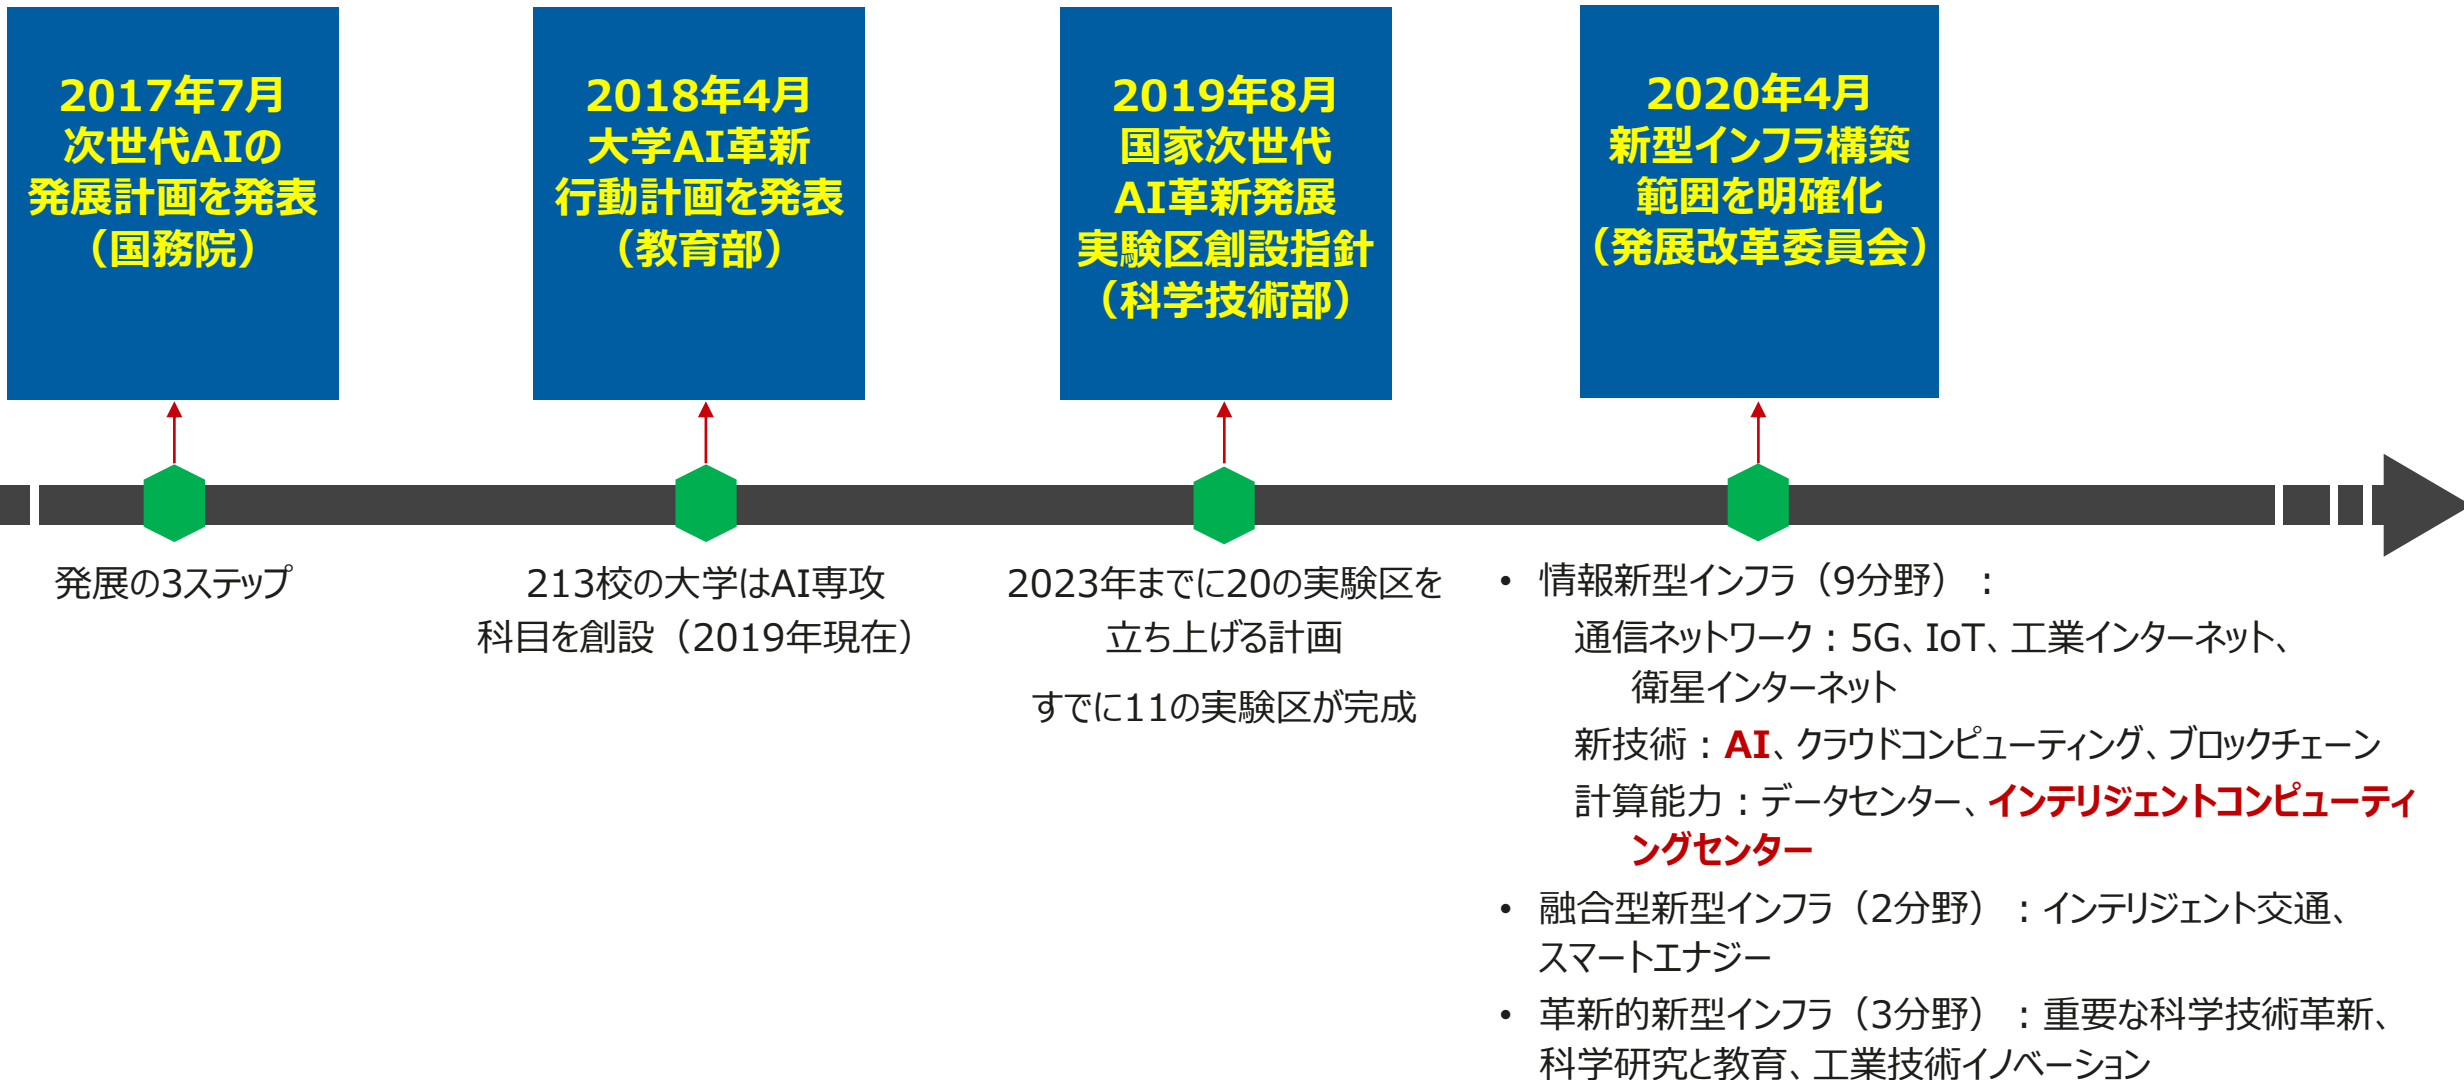 2017年7月
次世代AIの
発展計画を発表
（国務院）
2018年4月
大学AI革新
行動計画を発表
（教育部）
2019年8月
国家次世代
AI革新発展
実験区創設指針
（科学技術部）
2020年4月
新型インフラ構築
範囲を明確化
（発展改革委員会）
発展の3ステップ
213校の大学はAI専攻
科目を創設（2019年現在）
2023年までに20の実験区を
立ち上げる計画
すでに11の実験区が完成
• 情報新型インフラ（9分野）：
通信ネットワーク：5G、IoT、工業インターネット、
衛星インターネット
新技術：AI、クラウドコンピューティング、ブロックチェーン
計算能力：データセンター、インテリジェントコンピューティ
ングセンター
• 融合型新型インフラ（2分野）：インテリジェント交通、
スマートエナジー
• 革新的新型インフラ（3分野）：重要な科学技術革新、
科学研究と教育、工業技術イノベーション